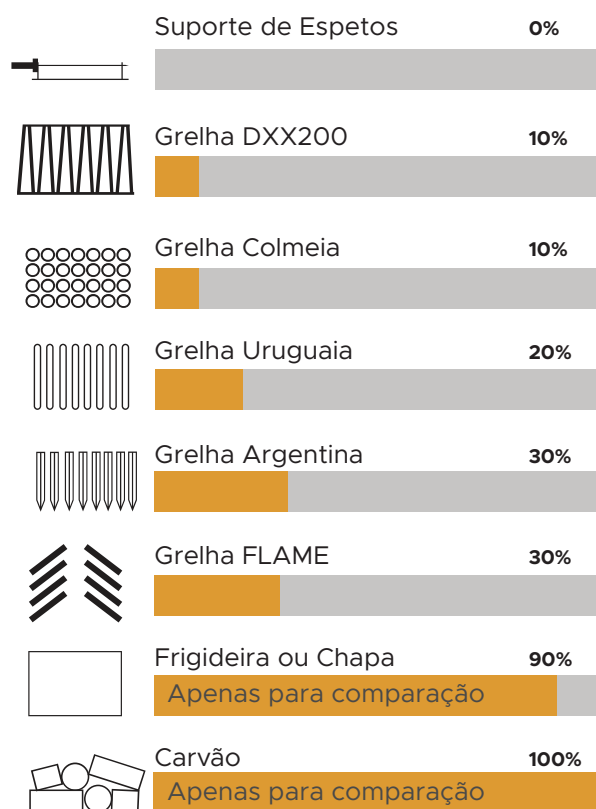 Suporte de Espetos 0%
Grelha DXX200 10%
Grelha Colmeia 10%
Grelha Uruguaia 20%
Grelha Argentina 30%
Grelha FLAME 30%
Frigideira ou Chapa 90%
Apenas para comparação
Carvão 100%
Apenas para comparação